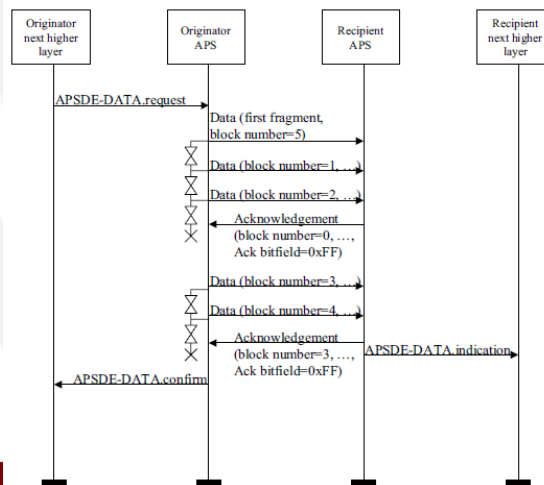 Originator
next higher
layer
Originator
APS
Recipient
APS
Recipient
next higher
layer
APSDE-DATA.request
Data (first fragment,
block number=5)
Data (block number=1, …)
Data (block number=2, …)
Acknowledgement
(block number=0, …,
Ack bitfield=0xFF)
Data (block number=3, …)
Data (block number=4, …)
Acknowledgement
(block number=3, …,
Ack bitfield=0xFF)
APSDE-DATA.indication
APSDE-DATA.confirm